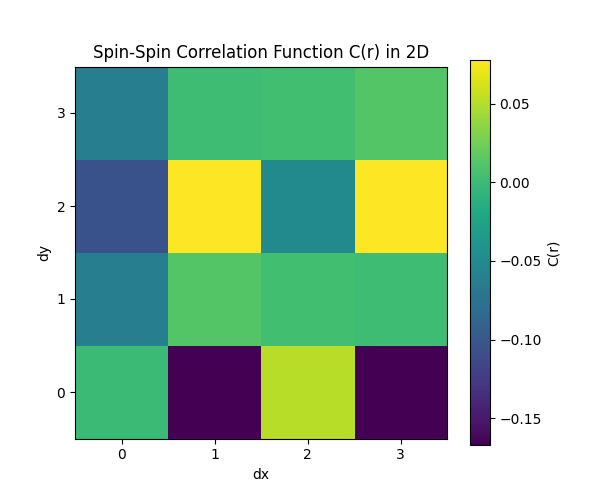 Spin-Spin Correlation Function C(r) in 2D
3
2
1
0
dy
0 1 2 3
dx
0.05
0.00
−0.05
−0.10
−0.15
C(r)